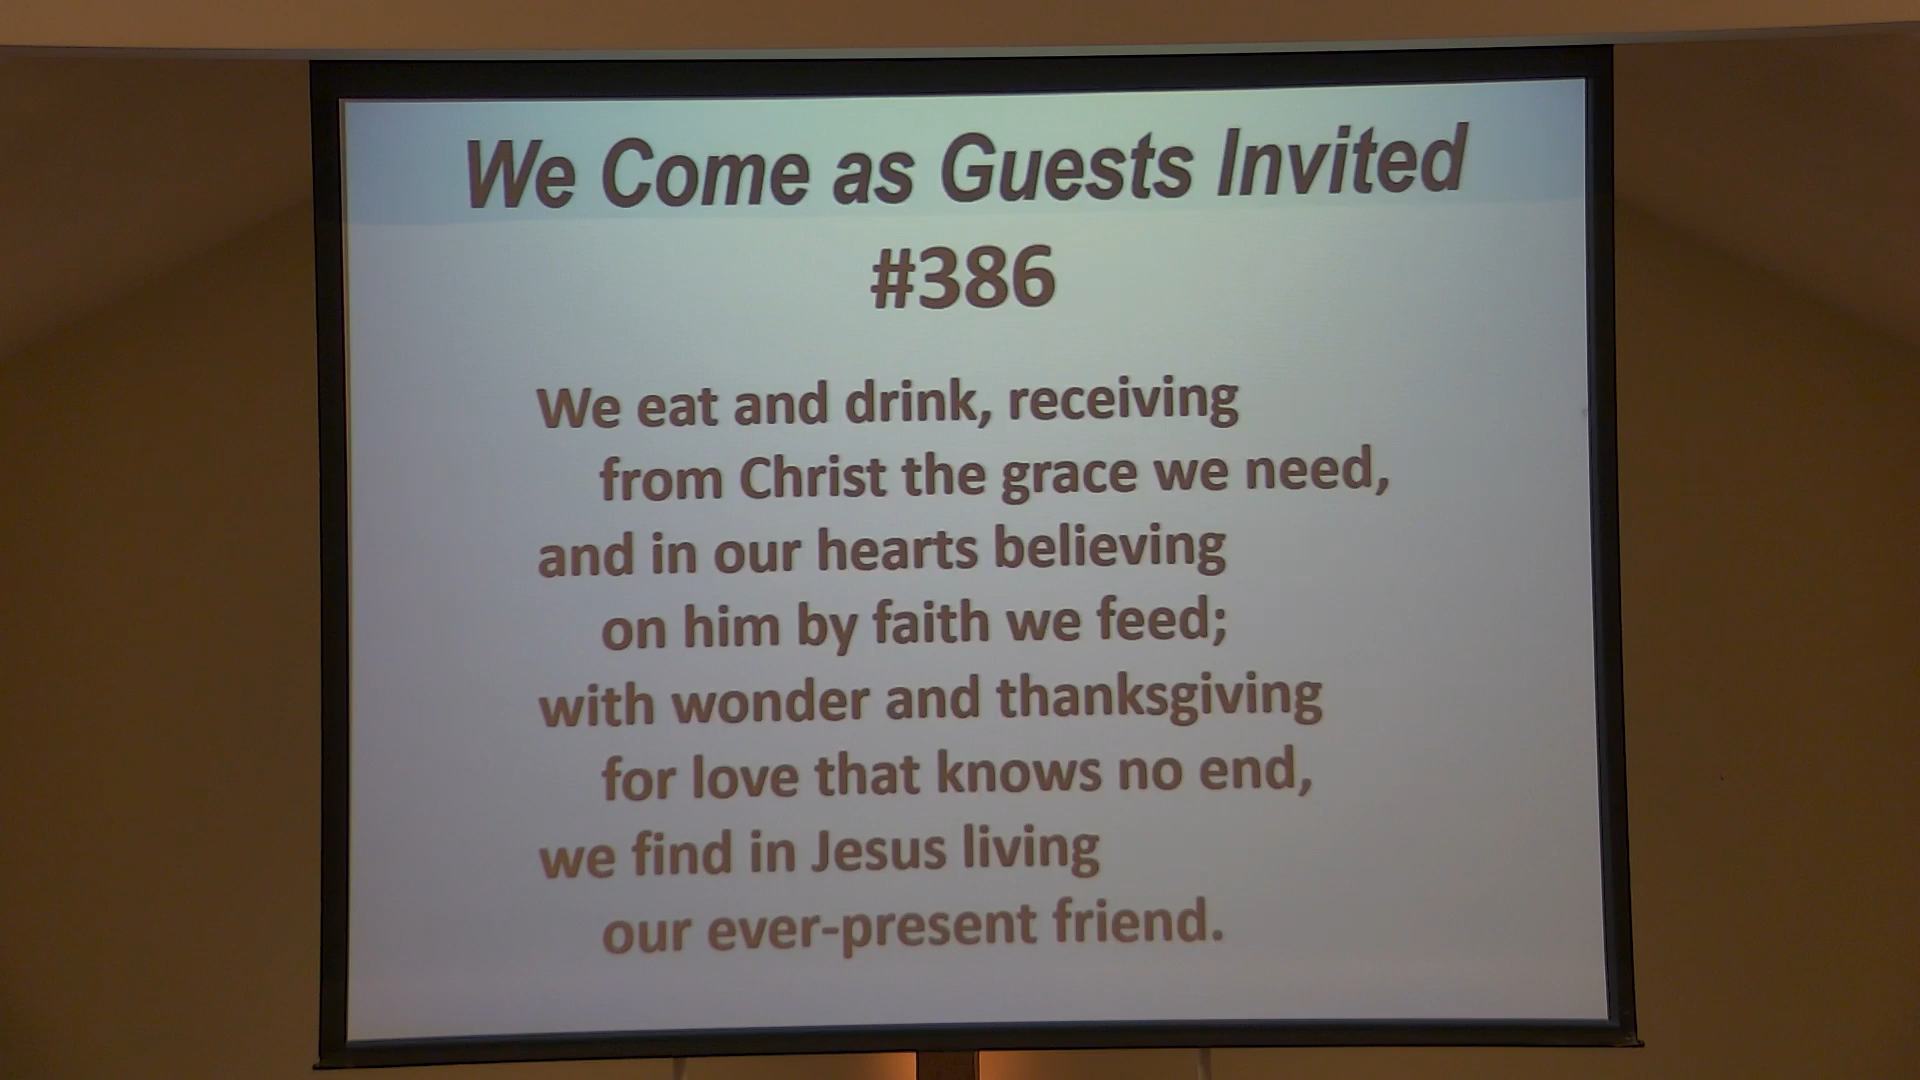 We Come as Guests Invited
#386
We eat and drink, receiving
from Christ the grace we need,
and in our hearts believing
on him by faith we feed;
with wonder and thanksgiving
for love that knows no end,
we find in Jesus living
our ever-present friend.